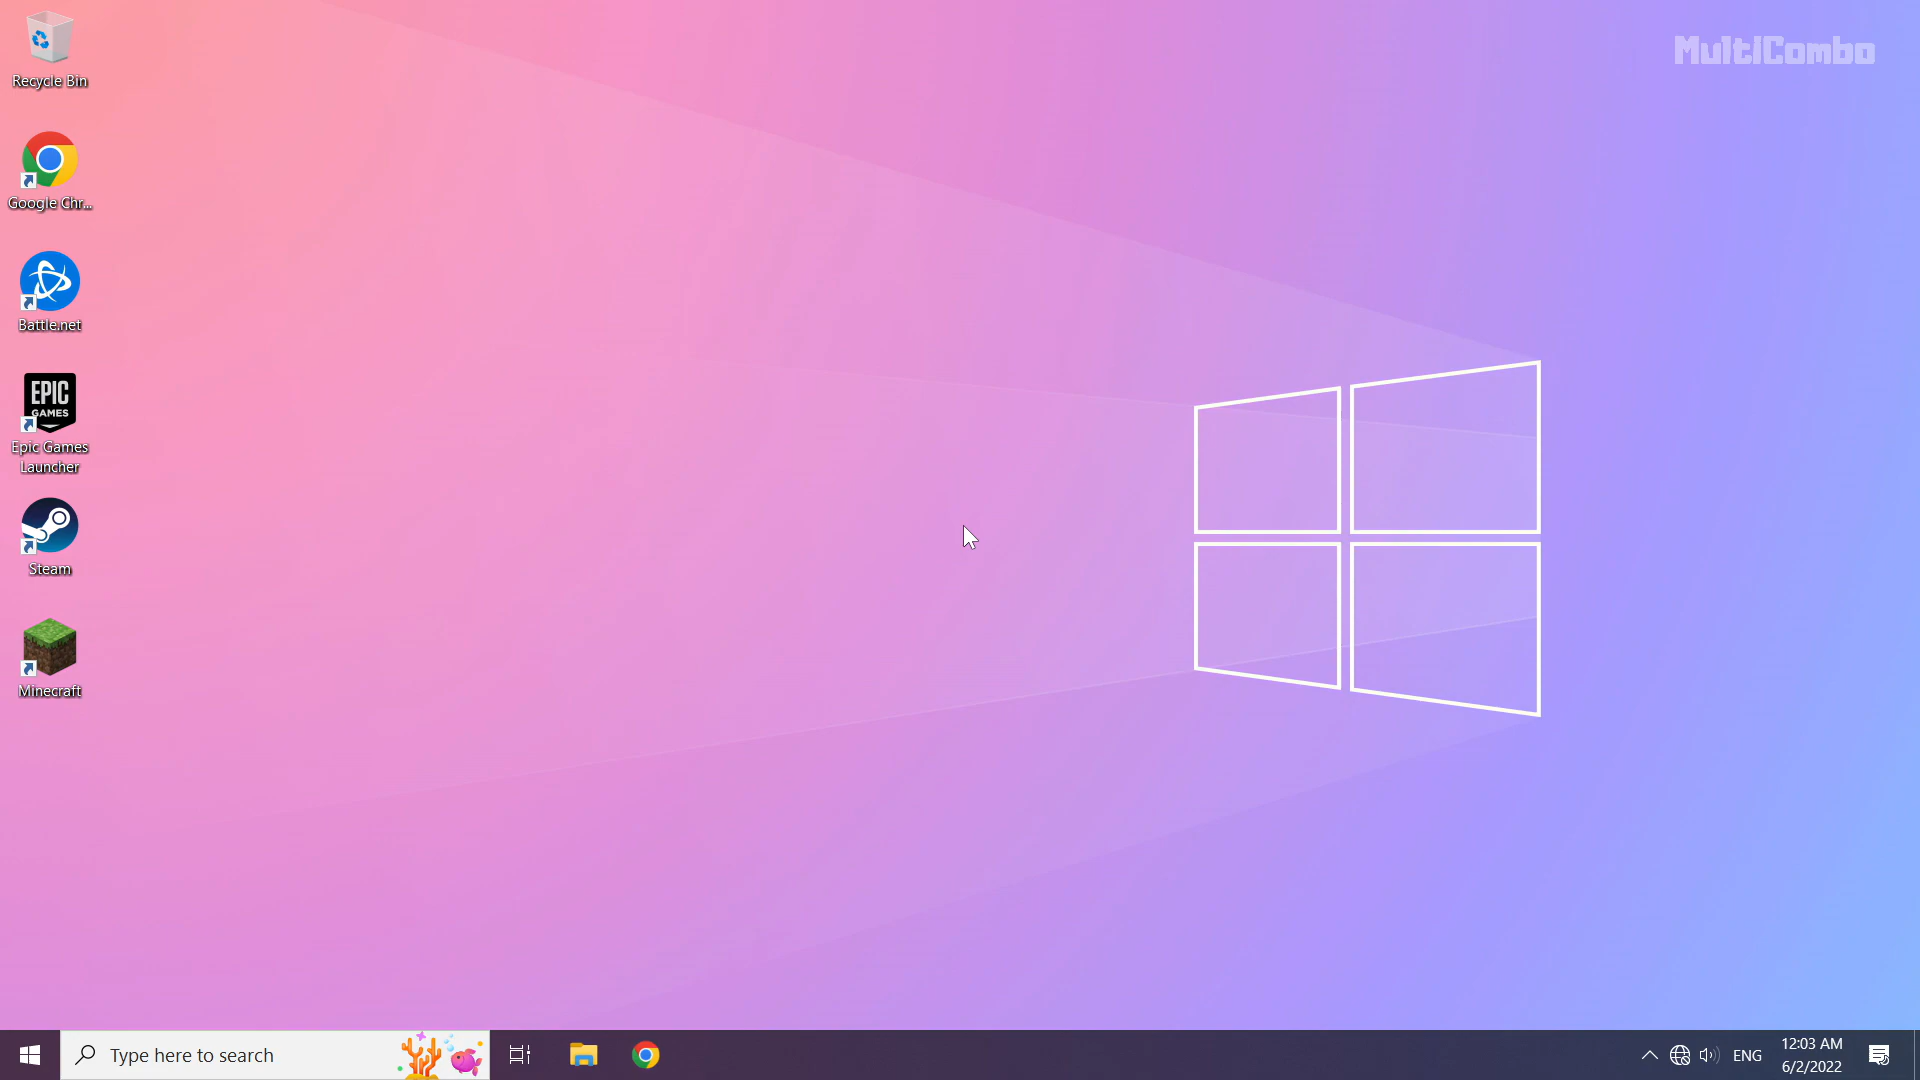 MultiCombo
Recycle Bin
Google Chr...
Battle.net
EPIC
GAMES
Epic Games
Launcher
Steam
Minecraft
Type here to search
ENG
12:03 AM
6/2/2022